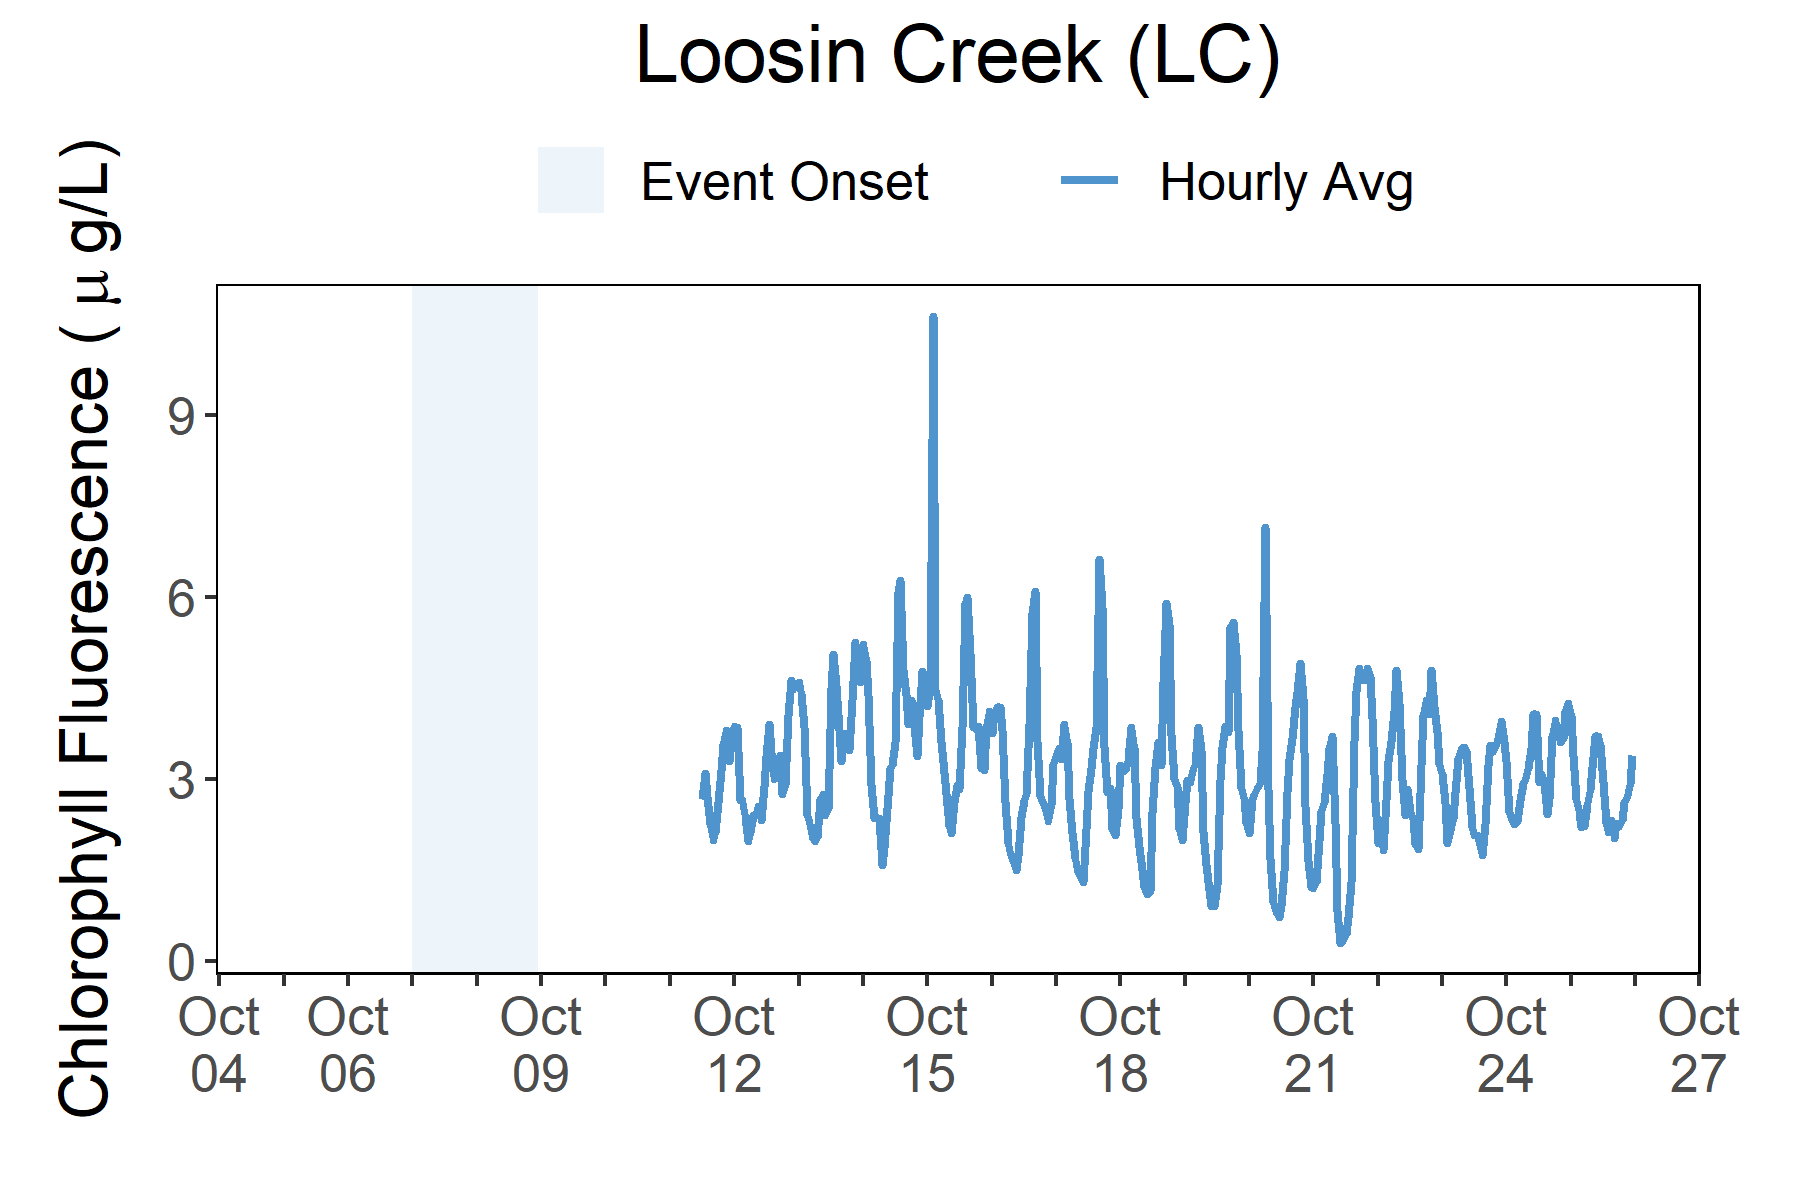 Loosin Creek (LC)
Event Onset
Hourly Avg
Chlorophyll Fluorescence ( μ g/L)
9
6
3
0
Oct 04
Oct 06
Oct 09
Oct 12
Oct 15
Oct 18
Oct 21
Oct 24
Oct 27